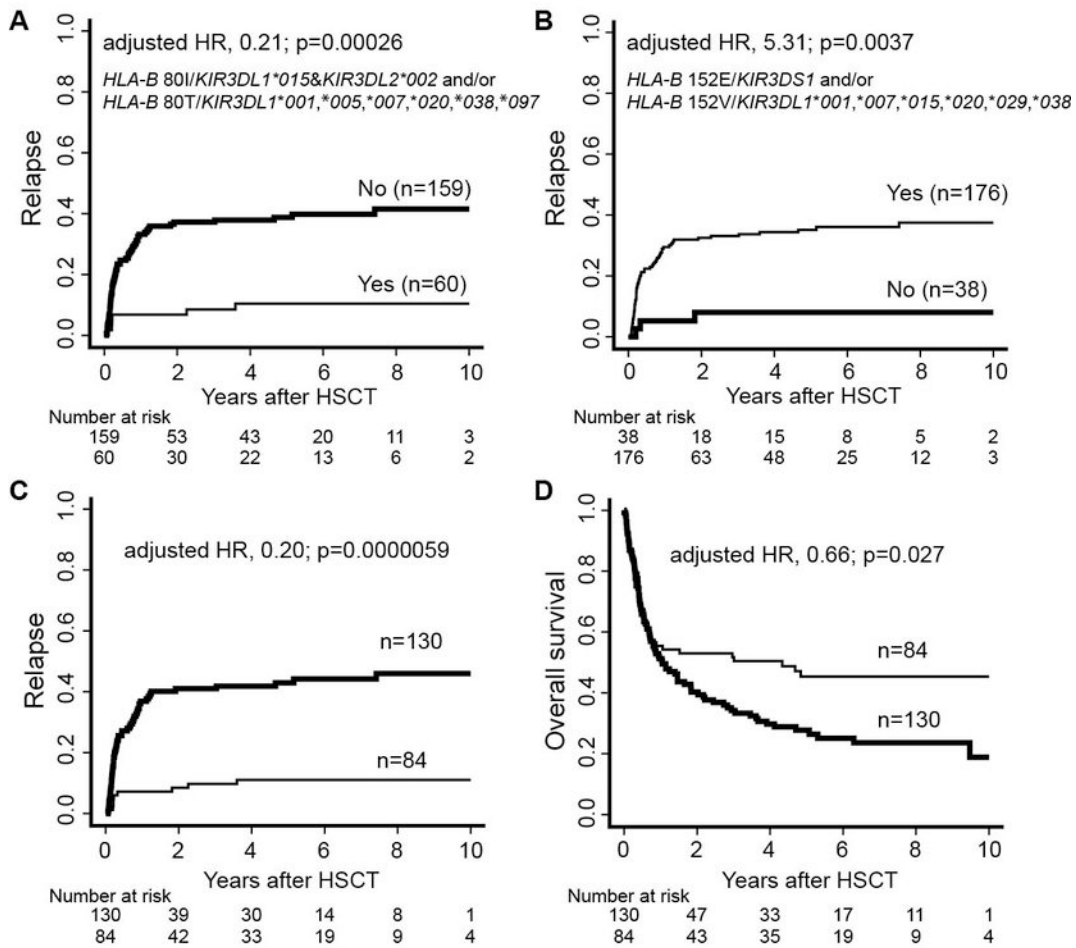 A
adjusted HR, 0.21; p=0.00026
HLA-B 80I/KIR3DL1*015&KIR3DL2*002 and/or
HLA-B 80T/KIR3DL1*001,*005,*007,*020,*038,*097
Relapse
1.0
0.8
0.6
0.4
0.2
0.0
No (n=159)
Yes (n=60)
0 2 4 6 8 10
Years after HSCT
Number at risk
159 53 43 20 11 3
60 30 22 13 6 2
B
adjusted HR, 5.31; p=0.0037
HLA-B 152E/KIR3DS1 and/or
HLA-B 152V/KIR3DL1*001,*007,*015,*020,*029,*038
Relapse
1.0
0.8
0.6
0.4
0.2
0.0
Yes (n=176)
No (n=38)
0 2 4 6 8 10
Years after HSCT
Number at risk
38 18 15 8 5 2
176 63 48 25 12 3
C
adjusted HR, 0.20; p=0.0000059
Relapse
1.0
0.8
0.6
0.4
0.2
0.0
n=130
n=84
0 2 4 6 8 10
Years after HSCT
Number at risk
130 39 30 14 8 1
84 42 33 19 9 4
D
adjusted HR, 0.66; p=0.027
Overall survival
1.0
0.8
0.6
0.4
0.2
0.0
n=84
n=130
0 2 4 6 8 10
Years after HSCT
Number at risk
130 47 33 17 11 1
84 43 35 19 9 4